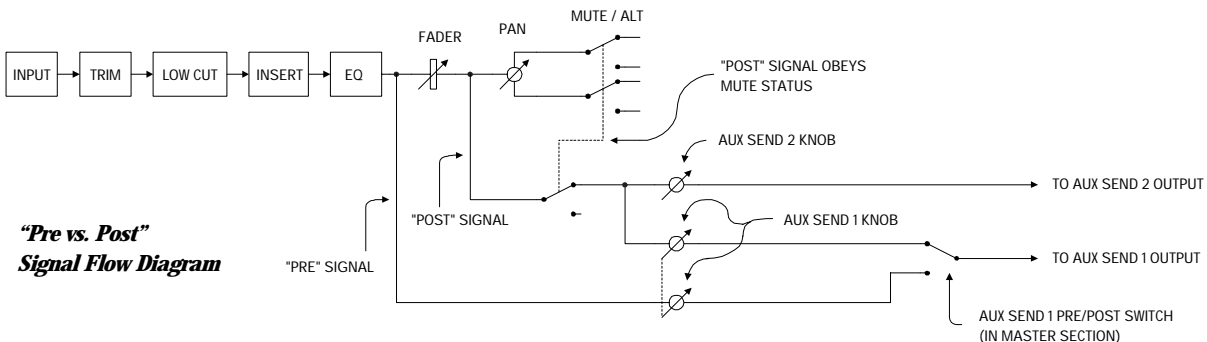 MUTE / ALT
FADER
PAN
INPUT
TRIM
LOW CUT
INSERT
EQ
"POST" SIGNAL OBEYS
MUTE STATUS
AUX SEND 2 KNOB
TO AUX SEND 2 OUTPUT
"POST" SIGNAL
AUX SEND 1 KNOB
“Pre vs. Post”
Signal Flow Diagram
"PRE" SIGNAL
TO AUX SEND 1 OUTPUT
AUX SEND 1 PRE/POST SWITCH
(IN MASTER SECTION)